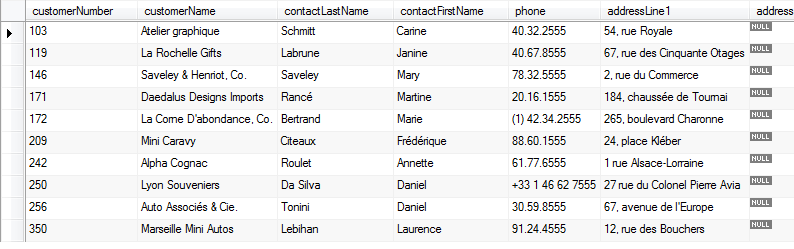 customerNumber customerName contactLastName contactFirstName phone addressLine1 address
103 Atelier graphique Schmitt Carine 40.32.2555 54, rue Royale NULL
119 La Rochelle Gifts Labrune Janine 40.67.8555 67, rue des Cinquante Otages NULL
146 Saveley & Henriot, Co. Saveley Mary 78.32.5555 2, rue du Commerce NULL
171 Daedalus Designs Imports Rancé Martine 20.16.1555 184, chaussée de Tournai NULL
172 La Corne D'abondance, Co. Bertrand Marie (1) 42.34.2555 265, boulevard Charonne NULL
209 Mini Caravy Citeaux Frédérique 88.60.1555 24, place Kléber NULL
242 Alpha Cognac Roulet Annette 61.77.6555 1 rue Alsace-Lorraine NULL
250 Lyon Souveniers Da Silva Daniel +33 1 46 62 7555 27 rue du Colonel Pierre Avia NULL
256 Auto Associés & Cie. Tonini Daniel 30.59.8555 67, avenue de l'Europe NULL
350 Marseille Mini Autos Lebihan Laurence 91.24.4555 12, rue des Bouchers NULL